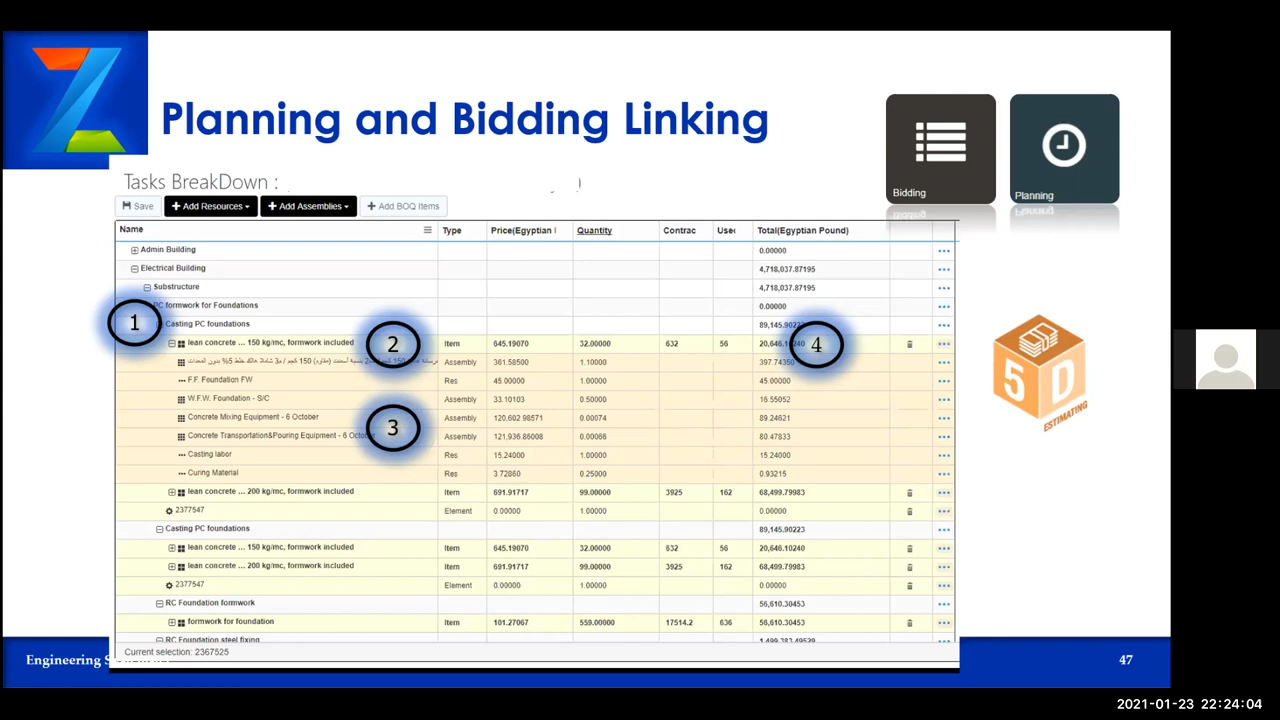 Planning and Bidding Linking
Bidding
Planning
Tasks BreakDown :
Save + Add Resources + Add Assemblies + Add BOQ Items
Name Type Price(Egyptian Quantity Contrac Total(Egyptian Pound)
Admin Building 0.00000
Electrical Building 4,718,037.87195
Substructure 4,718,037.87195
PC formwork for Foundations 0.00000
1 Casting PC foundations 89,145.90223
lean concrete ... 150 kg/mc, formwork included 2 Item 645.19070 32.00000 632 56 20,646.10240 4
Assembly 361.58500 1.10000 397.74350
F.F. Foundation FW Res 45.00000 1.00000 45.00000
W.F.W. Foundation - S/C Assembly 33.10103 0.50000 16.55052
Concrete Mixing Equipment - 6 October Assembly 120,602.98571 0.00074 89.24621
3
Concrete Transportation&Pouring Equipment - 6 October Assembly 121,936.86008 0.00066 80.47833
Casting labor Res 15.24000 1.00000 15.24000
Curing Material Res 3.72860 0.25000 0.93215
lean concrete ... 200 kg/mc, formwork included Item 691.91717 99.00000 3925 162 68,499.79983
2377547 Element 0.00000 1.00000 0.00000
Casting PC foundations 89,145.90223
lean concrete ... 150 kg/mc, formwork included Item 645.19070 32.00000 632 56 20,646.10240
lean concrete ... 200 kg/mc, formwork included Item 691.91717 99.00000 3925 162 68,499.79983
2377547 Element 0.00000 1.00000 0.00000
RC Foundation formwork 56,610.30453
formwork for foundation Item 101.27067 559.00000 17514.2 636 56,610.30453
RC Foundation steel fixing 1,499,383.49529
Current selection: 2367525
5D
ESTIMATING
Engineering
47
2021-01-23 22:24:04